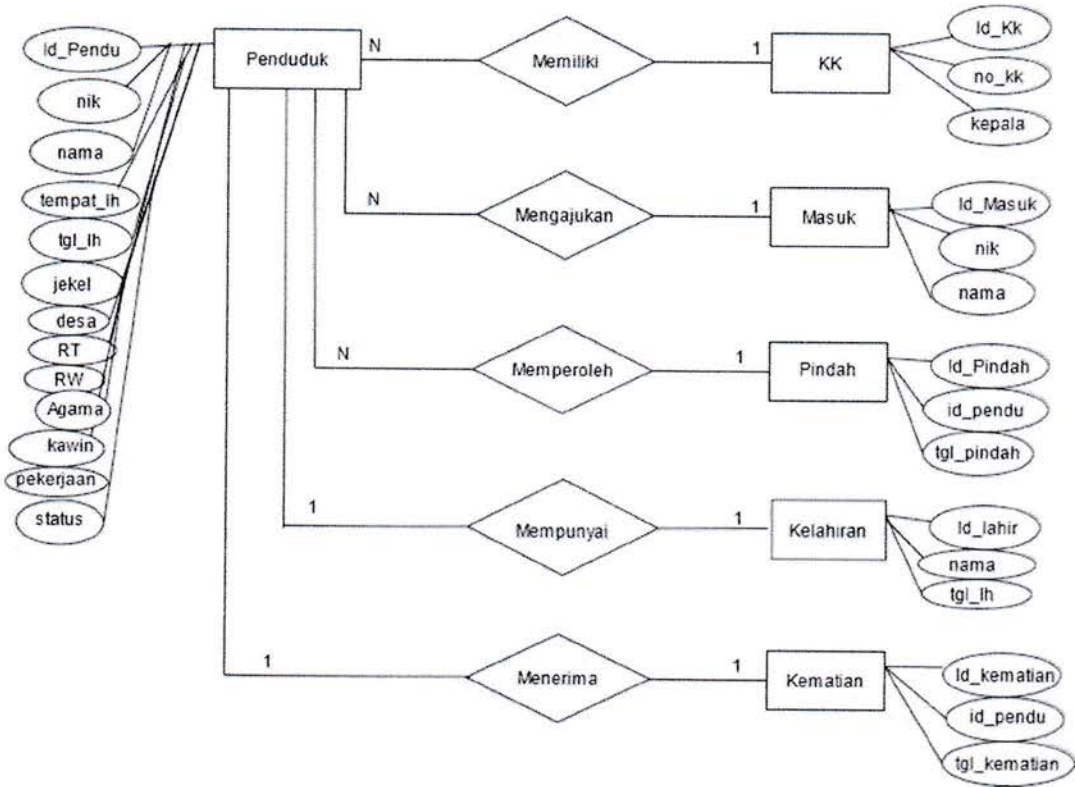 Id_Pendu
nik
nama
tempat_lh
tgl_lh
jekel
desa
RT
RW
Agama
kawin
pekerjaan
status
Penduduk
N
Memiliki
1
KK
Id_Kk
no_kk
kepala
N
Mengajukan
1
Masuk
Id_Masuk
nik
nama
N
Memperoleh
1
Pindah
Id_Pindah
id_pendu
tgl_pindah
1
Mempunyai
1
Kelahiran
Id_lahir
nama
tgl_lh
1
Menerima
1
Kematian
Id_kematian
id_pendu
tgl_kematian